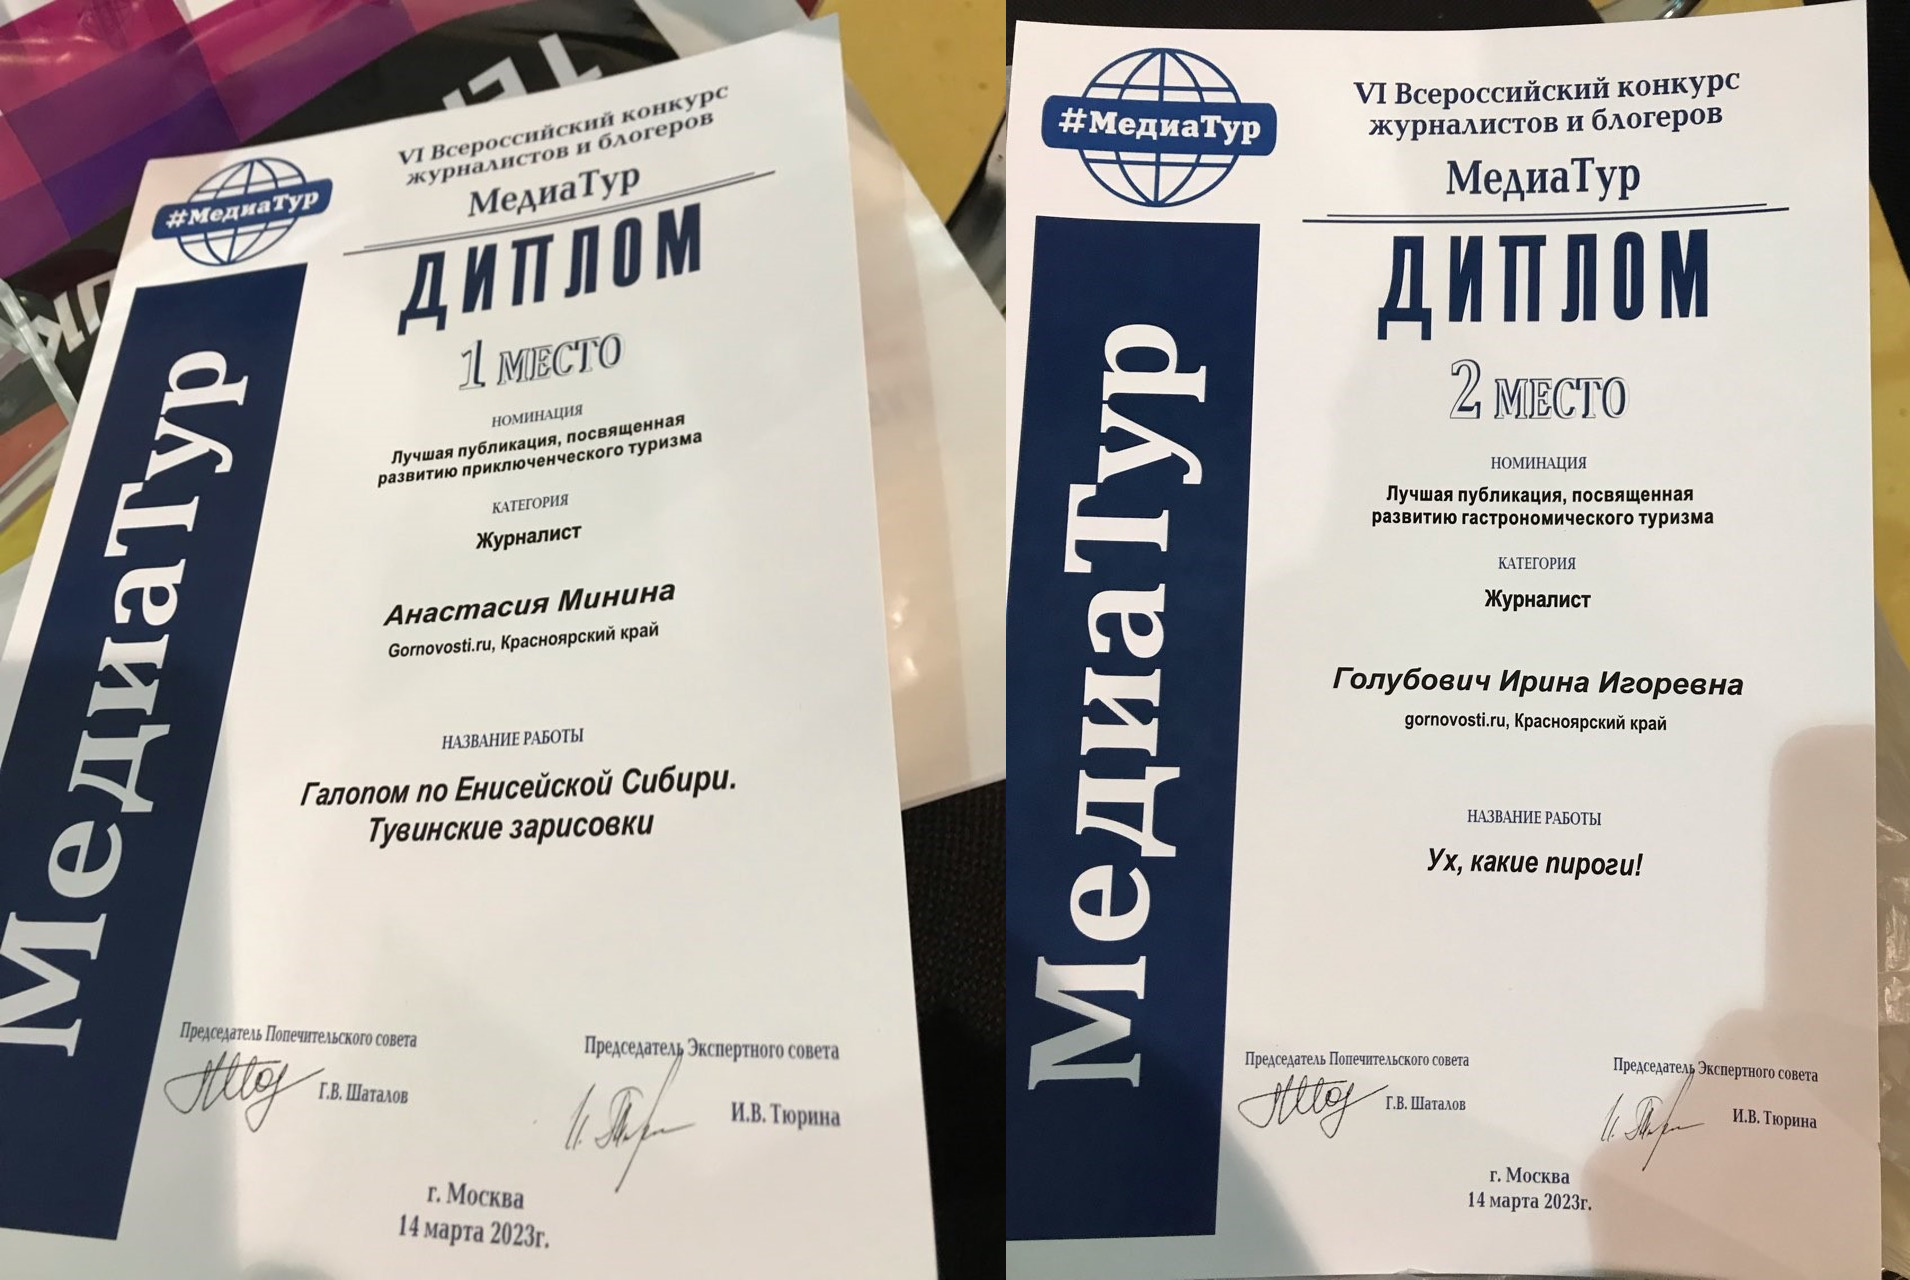 #МедиаТур
VI Всероссийский конкурс
журналистов и блогеров
МедиаТур
ДИПЛОМ
1 МЕСТО
НОМИНАЦИЯ
Лучшая публикация, посвященная
развитию приключенческого туризма
КАТЕГОРИЯ
Журналист
Анастасия Минина
Gornovosti.ru, Красноярский край
НАЗВАНИЕ РАБОТЫ
Галопом по Енисейской Сибири.
Тувинские зарисовки
Председатель Попечительского совета
Г.В. Шаталов
Председатель Экспертного совета
И.В. Тюрина
г. Москва
14 марта 2023г.
МедиаТур
#МедиаТур
VI Всероссийский конкурс
журналистов и блогеров
МедиаТур
ДИПЛОМ
2 МЕСТО
НОМИНАЦИЯ
Лучшая публикация, посвященная
развитию гастрономического туризма
КАТЕГОРИЯ
Журналист
Голубович Ирина Игоревна
gornovosti.ru, Красноярский край
НАЗВАНИЕ РАБОТЫ
Ух, какие пироги!
Председатель Попечительского совета
Г.В. Шаталов
Председатель Экспертного совета
И.В. Тюрина
г. Москва
14 марта 2023г.
МедиаТур